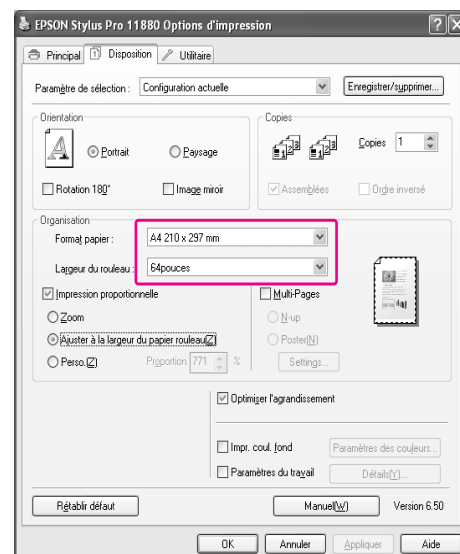 EPSON Stylus Pro 11880 Options d'impression
Principal Disposition Utilitaire
Paramètre de sélection : Configuration actuelle Enregistrer/supprimer...
Orientation
Portrait Paysage
Rotation 180° Image miroir
Copies
Copies 1
Assemblées Ordre inversé
Organisation
Format papier : A4 210 x 297 mm
Largeur du rouleau : 64pouces
Impression proportionnelle
Zoom
Ajuster à la largeur du papier rouleau(Z)
Perso.(Z) Proportion 771 %
Multi-Pages
N-up
Poster(N)
Settings...
Optimiser l'agrandissement
Impr. coul. fond Paramètres des couleurs...
Paramètres du travail Détails(Y)...
Rétablir défaut Manuel(W) Version 6.50
OK Annuler Appliquer Aide